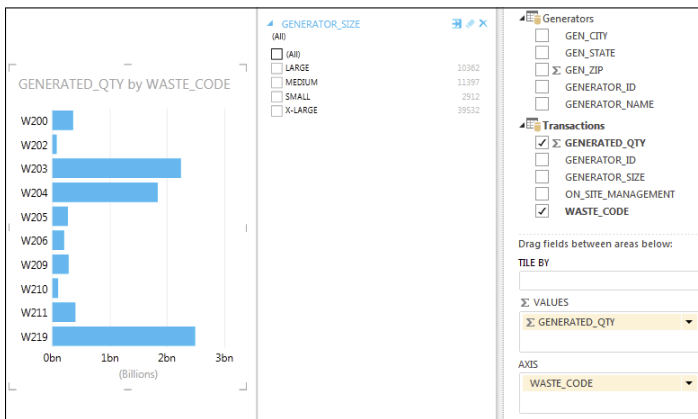 GENERATED_QTY by WASTE_CODE
W200
W202
W203
W204
W205
W206
W209
W210
W211
W219
0bn 1bn 2bn 3bn
(Billions)
GENERATOR_SIZE
(All)
(All)
LARGE 10362
MEDIUM 11397
SMALL 2912
X-LARGE 39532
Generators
GEN_CITY
GEN_STATE
Σ GEN_ZIP
GENERATOR_ID
GENERATOR_NAME
Transactions
Σ GENERATED_QTY
GENERATOR_ID
GENERATOR_SIZE
ON_SITE_MANAGEMENT
WASTE_CODE
Drag fields between areas below:
TILE BY
Σ VALUES
Σ GENERATED_QTY
AXIS
WASTE_CODE